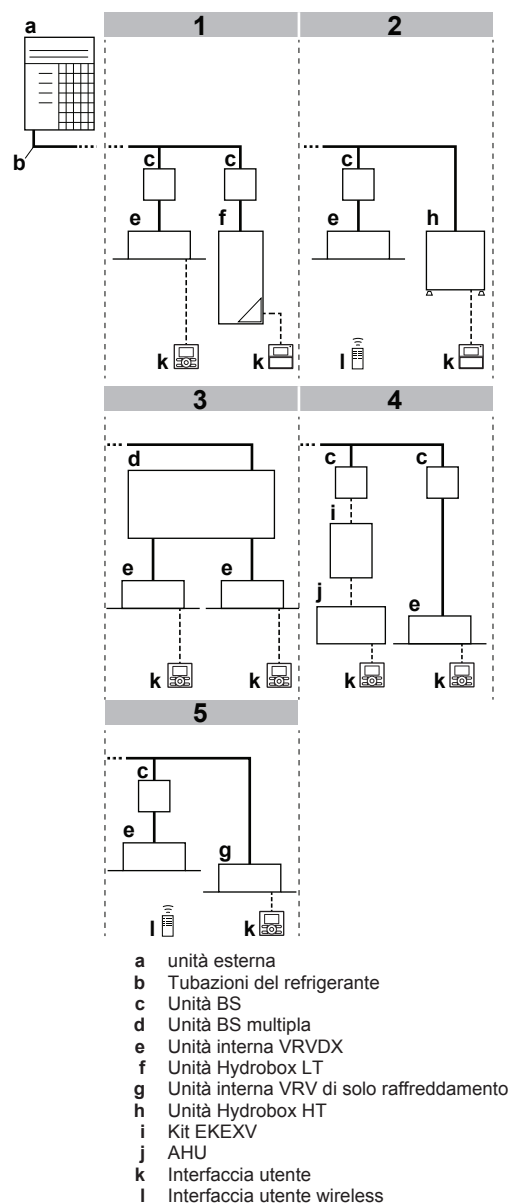 a
1
2
b
c
c
c
e
f
e
h
k
k
l
k
3
4
d
c
c
i
e
e
j
e
k
k
k
k
5
c
e
g
l
k
a unità esterna
b Tubazioni del refrigerante
c Unità BS
d Unità BS multipla
e Unità interna VRVDX
f Unità Hydrobox LT
g Unità interna VRV di solo raffreddamento
h Unità Hydrobox HT
i Kit EKEXV
j AHU
k Interfaccia utente
l Interfaccia utente wireless